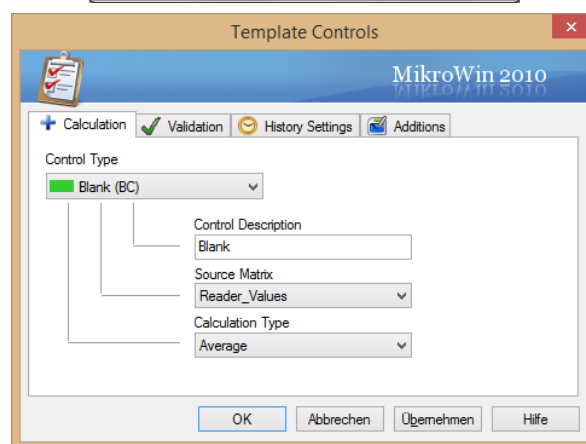 Template Controls
MikroWin 2010
Calculation Validation History Settings Additions
Control Type
Blank (BC)
Control Description
Blank
Source Matrix
Reader_Values
Calculation Type
Average
OK Abbrechen Übernehmen Hilfe